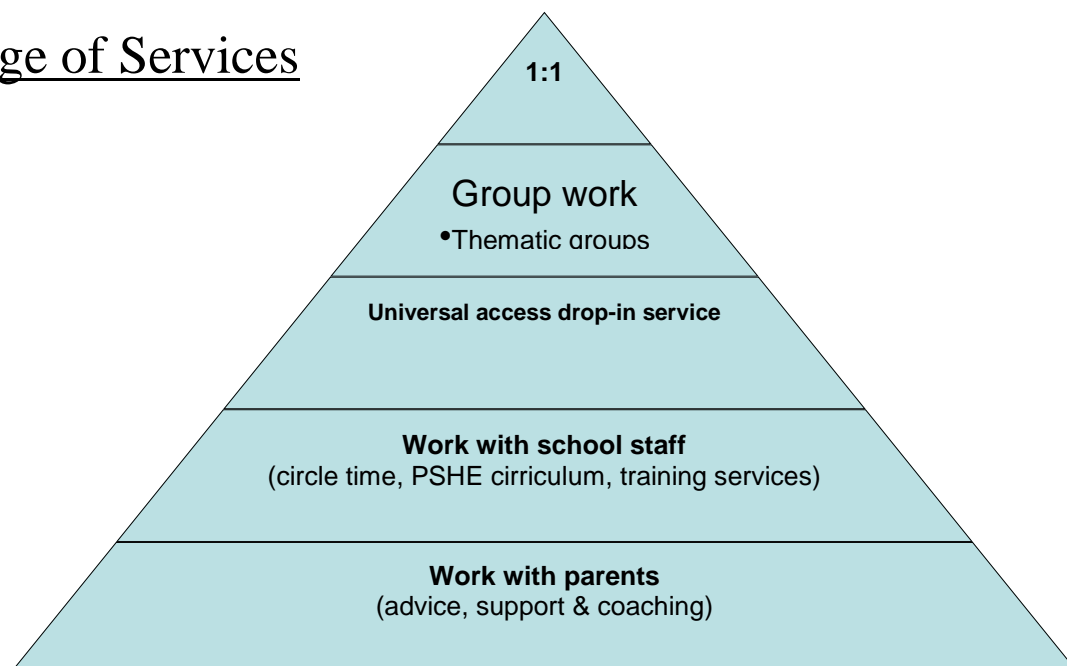 ge of Services
1:1
Group work
•Thematic groups
Universal access drop-in service
Work with school staff
(circle time, PSHE cirriculum, training services)
Work with parents
(advice, support & coaching)